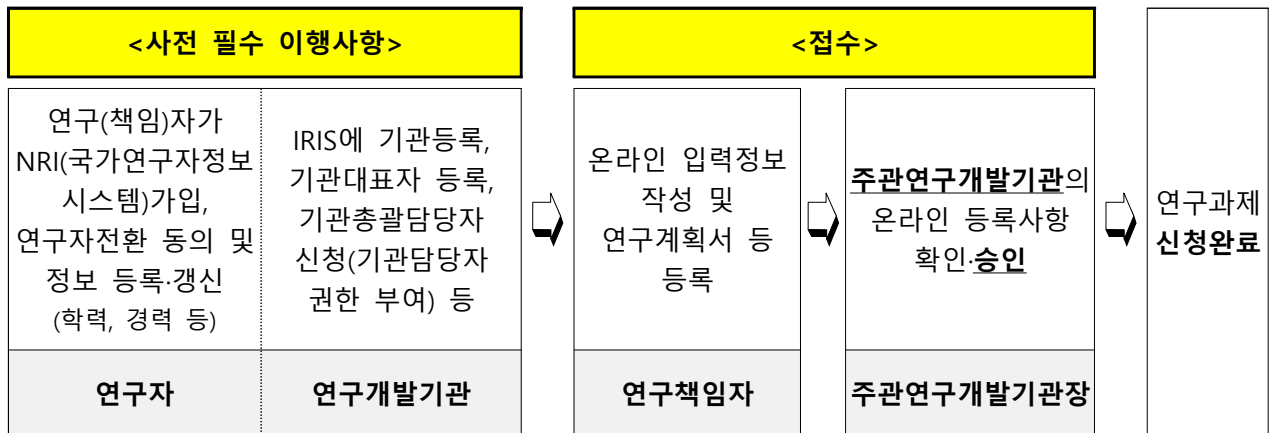 <사전 필수 이행사항>
<접수>
연구(책임)자가
NRI(국가연구자정보
시스템)가입,
연구자전환 동의 및
정보 등록·갱신
(학력, 경력 등)
IRIS에 기관등록,
기관대표자 등록,
기관총괄담당자
신청(기관담당자
권한 부여) 등
온라인 입력정보
작성 및
연구계획서 등
등록
주관연구개발기관의
온라인 등록사항
확인·승인
연구과제
신청완료
연구자
연구개발기관
연구책임자
주관연구개발기관장